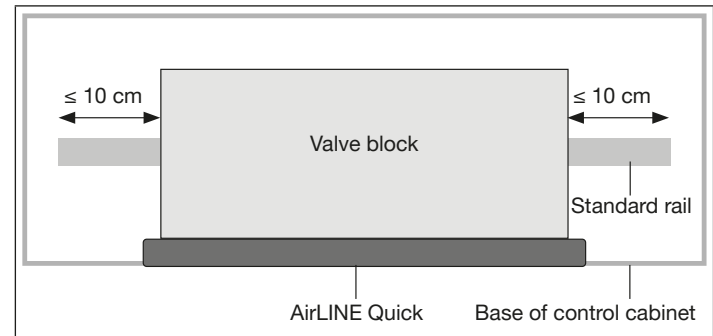 ≤ 10 cm
≤ 10 cm
Valve block
Standard rail
AirLINE Quick
Base of control cabinet